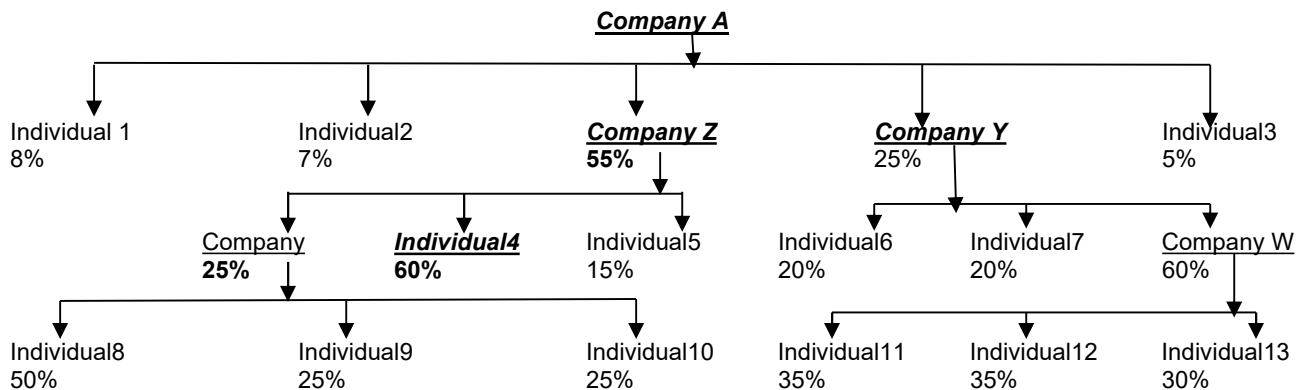 Company A
Individual 1 Individual2 Company Z Company Y Individual3
8% 7% 55% 25% 5%
Company Individual4 Individual5 Individual6 Individual7 Company W
25% 60% 15% 20% 20% 60%
Individual8 Individual9 Individual10 Individual11 Individual12 Individual13
50% 25% 25% 35% 35% 30%